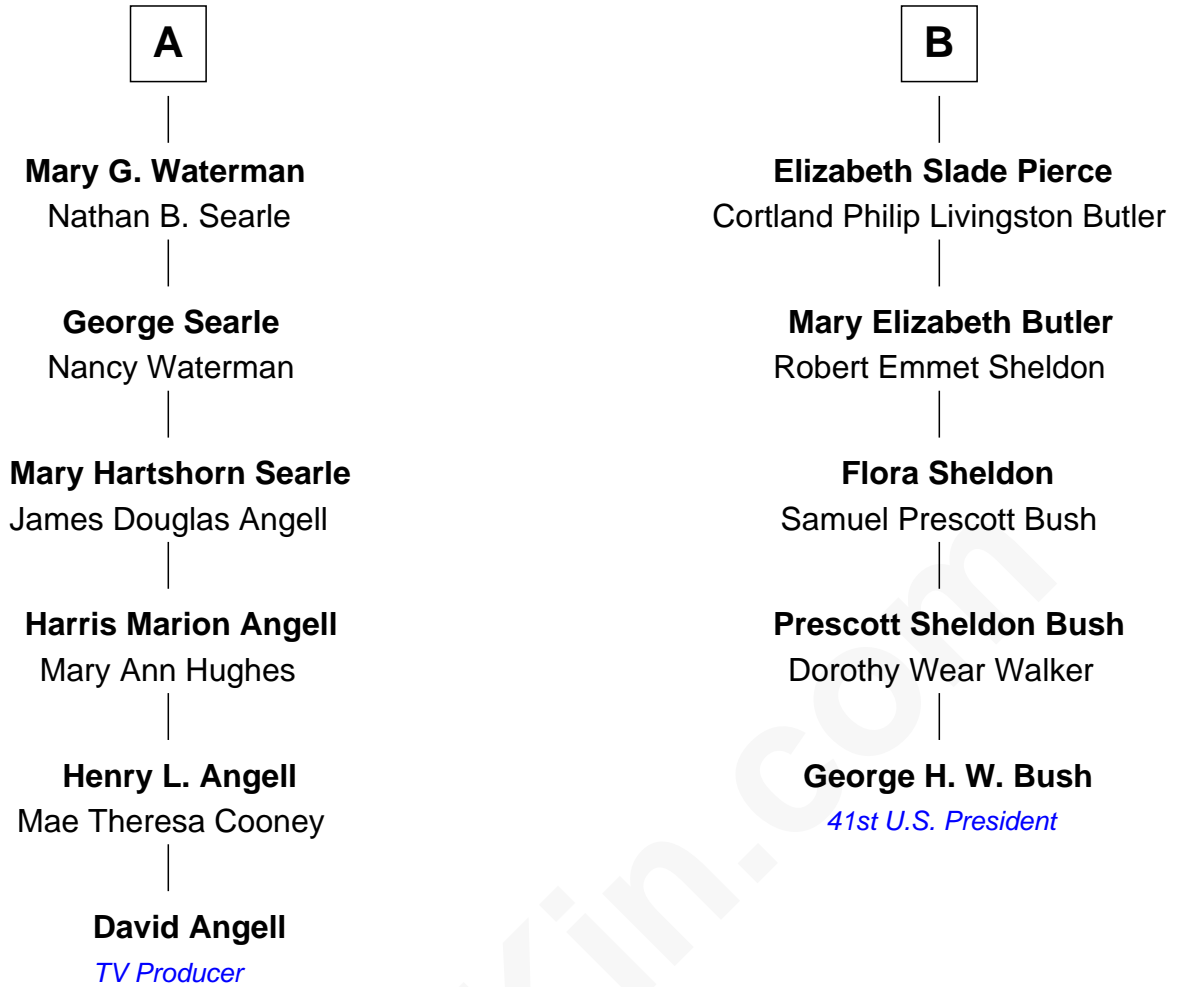 A
Mary G. Waterman
Nathan B. Searle
George Searle
Nancy Waterman
Mary Hartshorn Searle
James Douglas Angell
Harris Marion Angell
Mary Ann Hughes
Henry L. Angell
Mae Theresa Cooney
David Angell
TV Producer
B
Elizabeth Slade Pierce
Cortland Philip Livingston Butler
Mary Elizabeth Butler
Robert Emmet Sheldon
Flora Sheldon
Samuel Prescott Bush
Prescott Sheldon Bush
Dorothy Wear Walker
George H. W. Bush
41st U.S. President
Kin.com